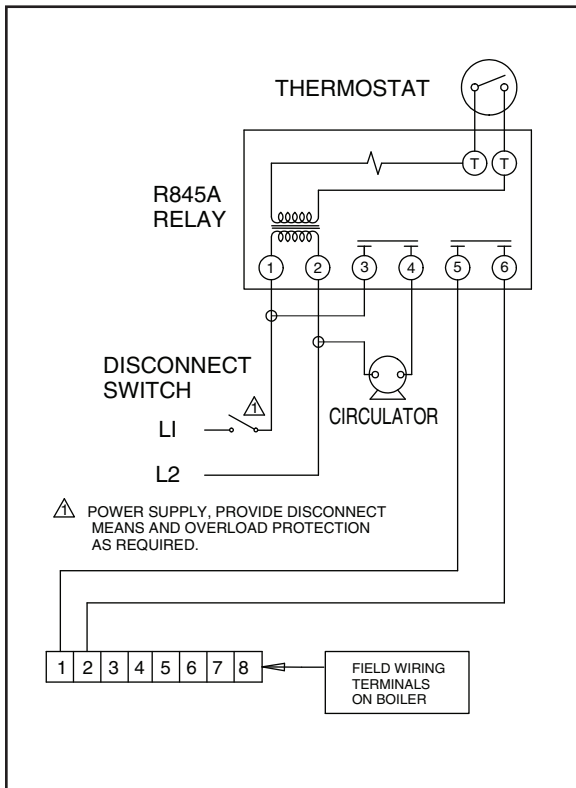 THERMOSTAT
R845A
RELAY
T T
1 2 3 4 5 6
DISCONNECT
SWITCH
1
CIRCULATOR
LI
L2
1 POWER SUPPLY, PROVIDE DISCONNECT
MEANS AND OVERLOAD PROTECTION
AS REQUIRED.
1 2 3 4 5 6 7 8
FIELD WIRING
TERMINALS
ON BOILER